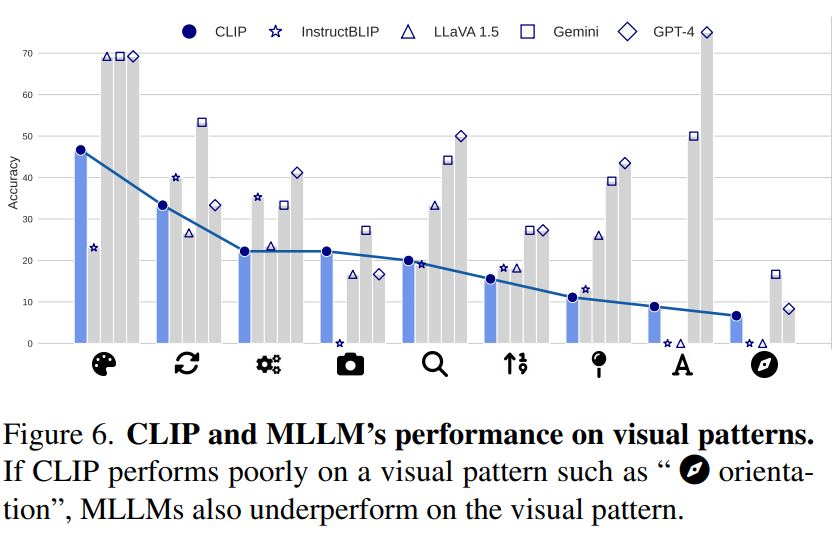 CLIP InstructBLIP LLaVA 1.5 Gemini GPT-4
70
60
50
40
30
20
10
0
Accuracy
Figure 6. CLIP and MLLM's performance on visual patterns.
If CLIP performs poorly on a visual pattern such as “ orienta-
tion”, MLLMs also underperform on the visual pattern.